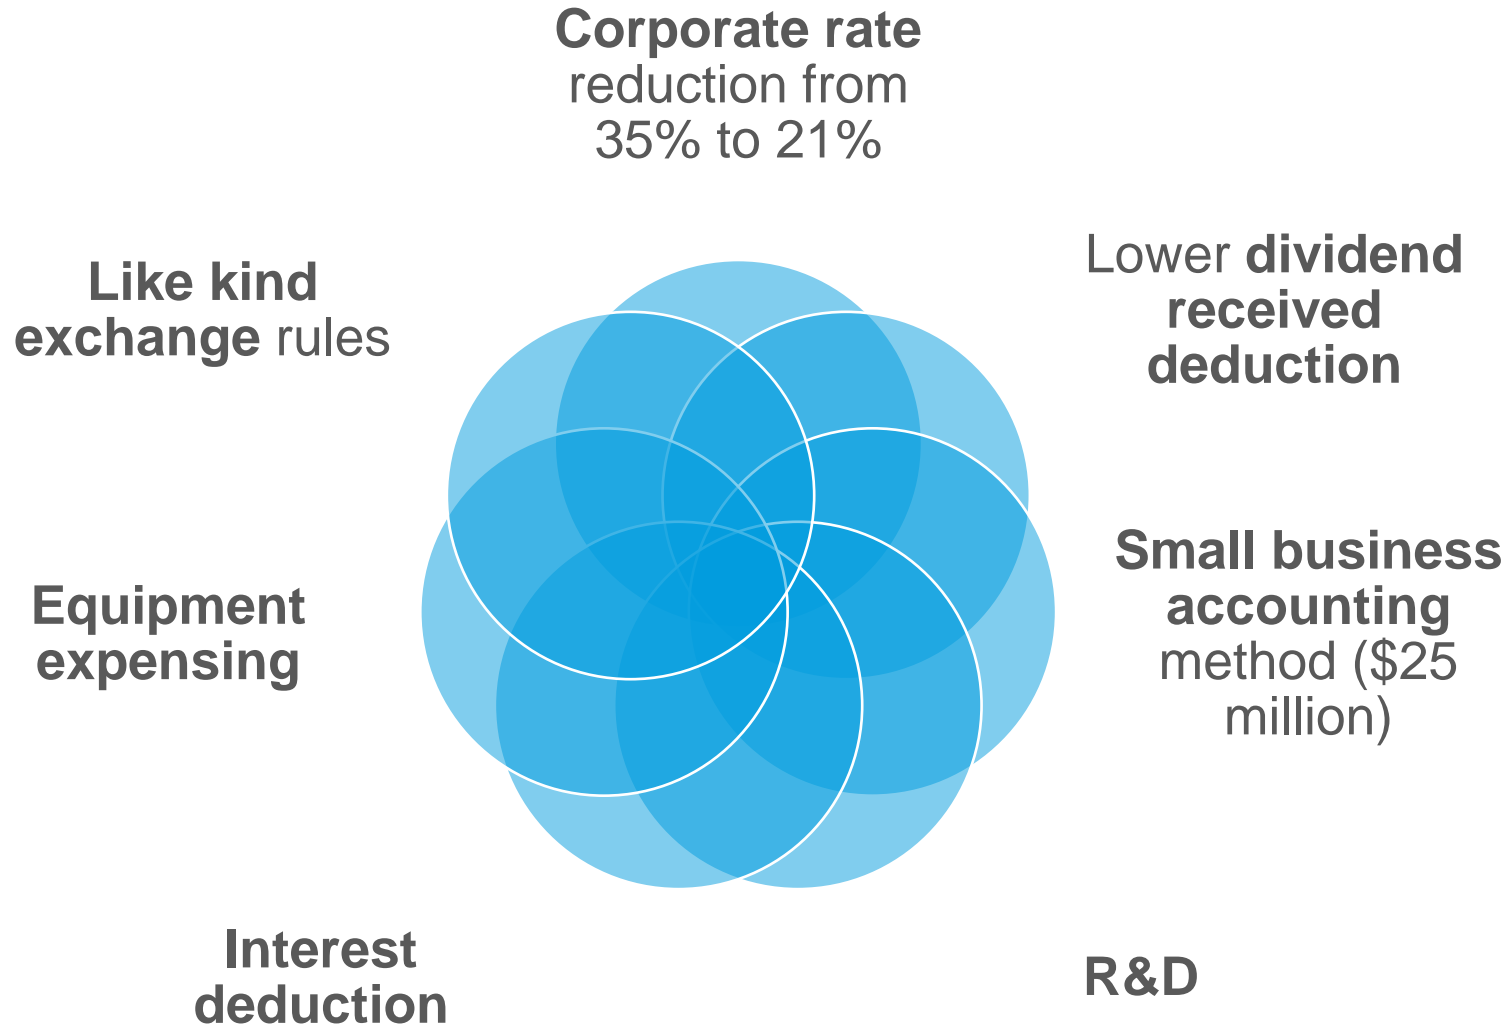 Corporate rate
reduction from
35% to 21%
Lower dividend
received
deduction
Small business
accounting
method ($25
million)
R&D
Interest
deduction
Equipment
expensing
Like kind
exchange rules